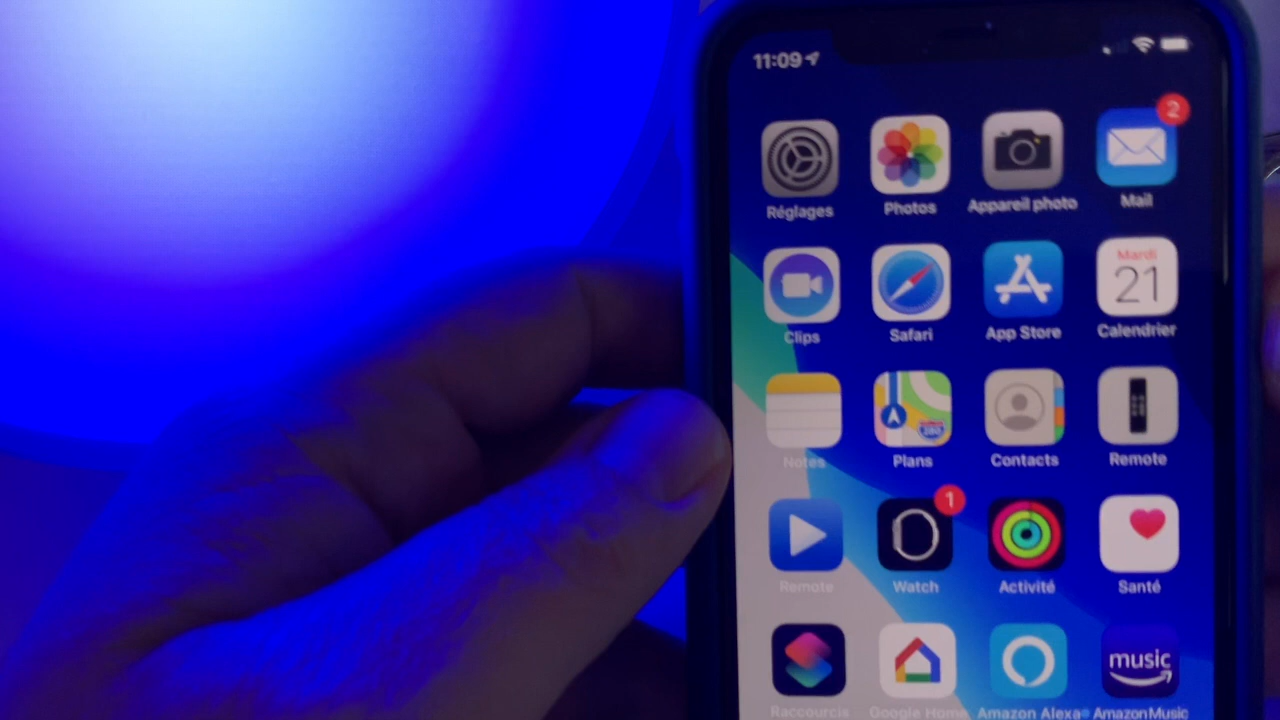 11:09
2
Réglages
Photos
Appareil photo
Mail
Mardi
21
Clips
Safari
App Store
Calendrier
280
Notes
Plans
Contacts
Remote
1
Remote
Watch
Activité
Santé
music
Raccourcis
Google Home
Amazon Alexa
Amazon Music